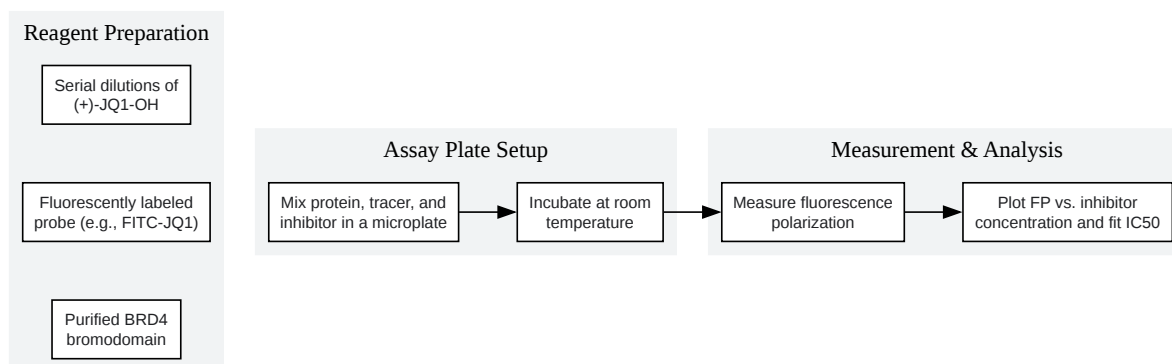 Reagent Preparation
Serial dilutions of
(+)-JQ1-OH
Fluorescently labeled
probe (e.g., FITC-JQ1)
Purified BRD4
bromodomain
Assay Plate Setup
Mix protein, tracer, and
inhibitor in a microplate
Incubate at room
temperature
Measurement & Analysis
Measure fluorescence
polarization
Plot FP vs. inhibitor
concentration and fit IC50